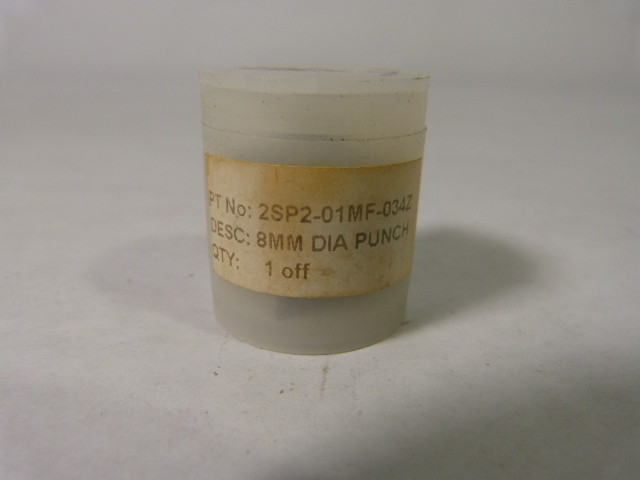 PT No: 2SP2-01MF-034Z
DESC: 8MM DIA PUNCH
QTY: 1 off